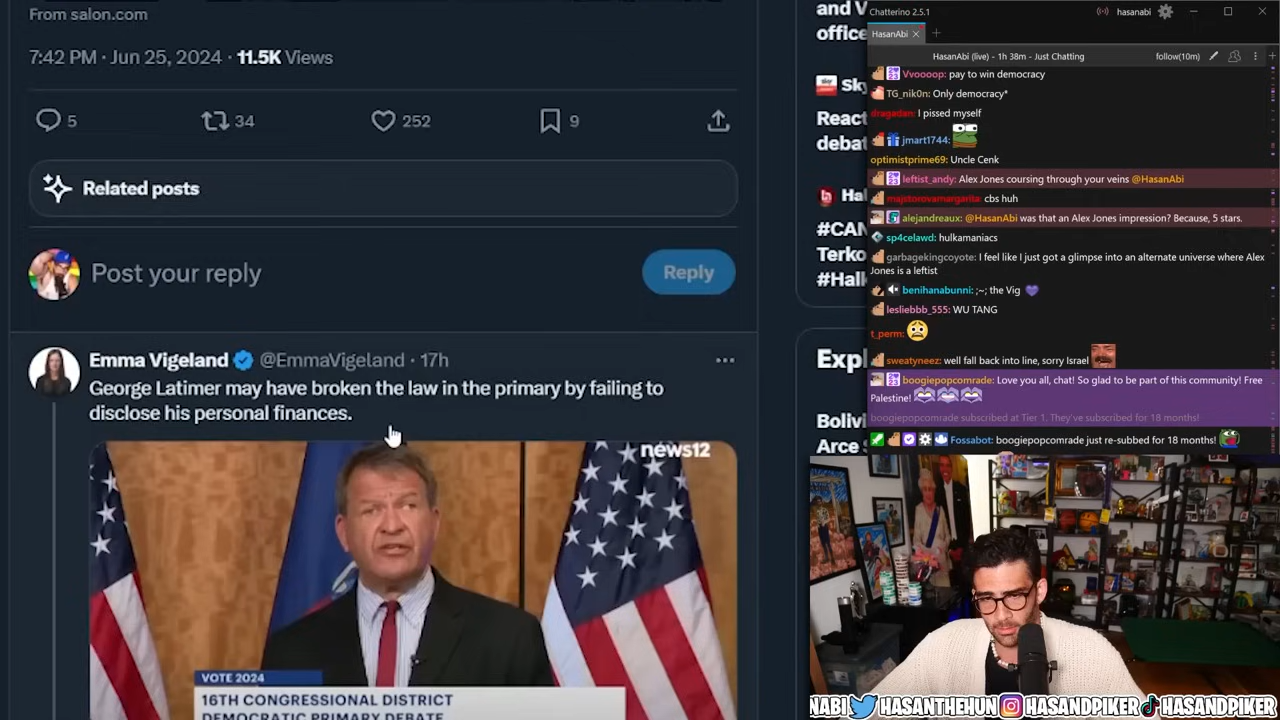 From salon.com
7:42 PM · Jun 25, 2024 · 11.5K Views
5
34
252
9
Related posts
Post your reply
Reply
Emma Vigeland @EmmaVigeland · 17h
George Latimer may have broken the law in the primary by failing to
disclose his personal finances.
news12
VOTE 2024
16TH CONGRESSIONAL DISTRICT
DEMOCRATIC PRIMARY DEBATE
and V
office
Sky
React
debat
Hal
#CAN
Terko
#Halk
Expl
Bolivi
Arce S
Chatterino 2.5.1
hasanabi
HasanAbi
HasanAbi (live) - 1h 38m - Just Chatting
follow(10m)
Vvoooop: pay to win democracy
TG_nik0n: Only democracy*
dragadan: I pissed myself
jmart1744:
optimistprime69: Uncle Cenk
leftist_andy: Alex Jones coursing through your veins @HasanAbi
majstorovamargarita: cbs huh
alejandreaux: @HasanAbi was that an Alex Jones impression? Because, 5 stars.
sp4celawd: hulkamaniacs
garbagekingcoyote: I feel like I just got a glimpse into an alternate universe where Alex
Jones is a leftist
benihanabunni: ;~; the Vig
lesliebbb_555: WU TANG
t_perm:
sweatyneez: well fall back into line, sorry Israel
boogiepopcomrade: Love you all, chat! So glad to be part of this community! Free
Palestine!
boogiepopcomrade subscribed at Tier 1. They've subscribed for 18 months!
Fossabot: boogiepopcomrade just re-subbed for 18 months!
NABI
HASANTHEHUN
HASANDPIKER
HASANDPIKER